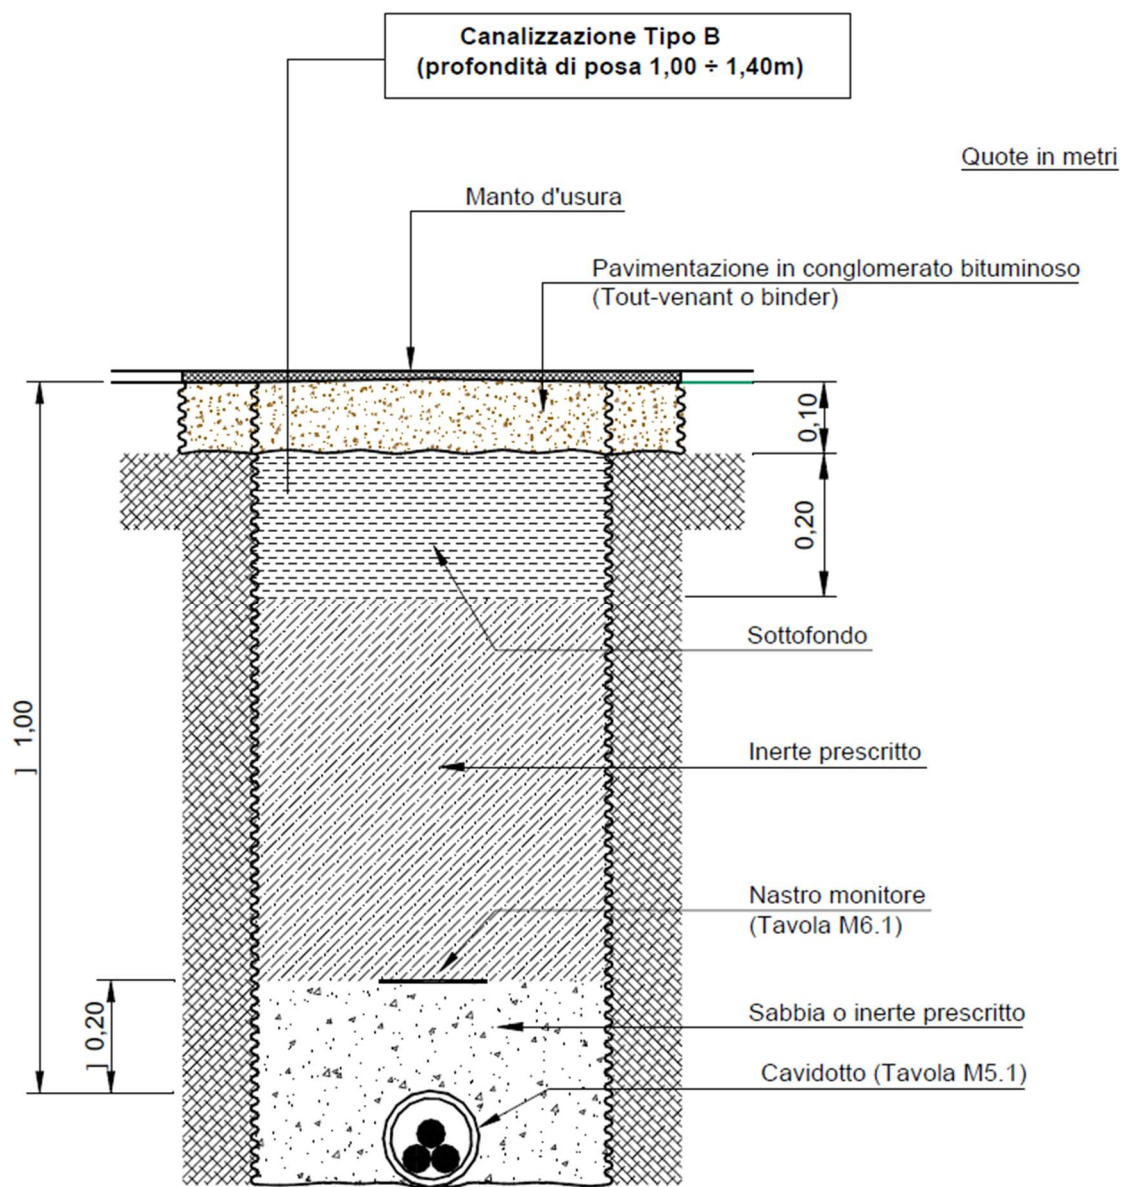 Canalizzazione Tipo B
(profondità di posa 1,00 ÷ 1,40m)
Quote in metri
Manto d'usura
Pavimentazione in conglomerato bituminoso
(Tout-venant o binder)
0,10
0,20
Sottofondo
] 1,00
Inerte prescritto
Nastro monitore
(Tavola M6.1)
] 0,20
Sabbia o inerte prescritto
Cavidotto (Tavola M5.1)